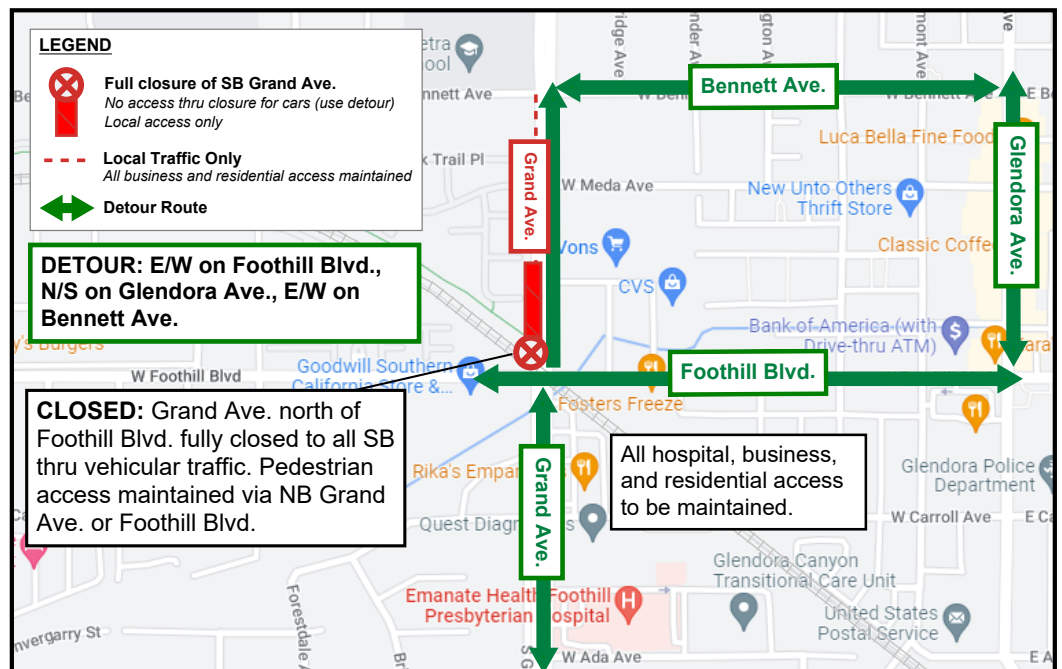 LEGEND
Full closure of SB Grand Ave.
No access thru closure for cars (use detour)
Local access only
Local Traffic Only
All business and residential access maintained
Detour Route
DETOUR: E/W on Foothill Blvd.,
N/S on Glendora Ave., E/W on
Bennett Ave.
CLOSED: Grand Ave. north of
Foothill Blvd. fully closed to all SB
thru vehicular traffic. Pedestrian
access maintained via NB Grand
Ave. or Foothill Blvd.
All hospital, business,
and residential access
to be maintained.
Bennett Ave.
Glendora Ave.
Grand Ave.
Foothill Blvd.
Grand Ave.
Ave
W Meda Ave
Trail Pl
Luca Bella Fine Food
New Unto Others
Thrift Store
Classic Coffe
Vons
CVS
Bank of America (with
Drive-thru ATM)
W Foothill Blvd
Goodwill Southern
California Store &...
Fosters Freeze
Rika's Empan
Quest Diagn
Glendora Police
Department
W Carroll Ave
Glendora Canyon
Transitional Care Unit
Emanate Health Foothill
Presbyterian Hospital
United States
Postal Service
W Ada Ave
Forestdale A
nvergarry St
y's Burgers